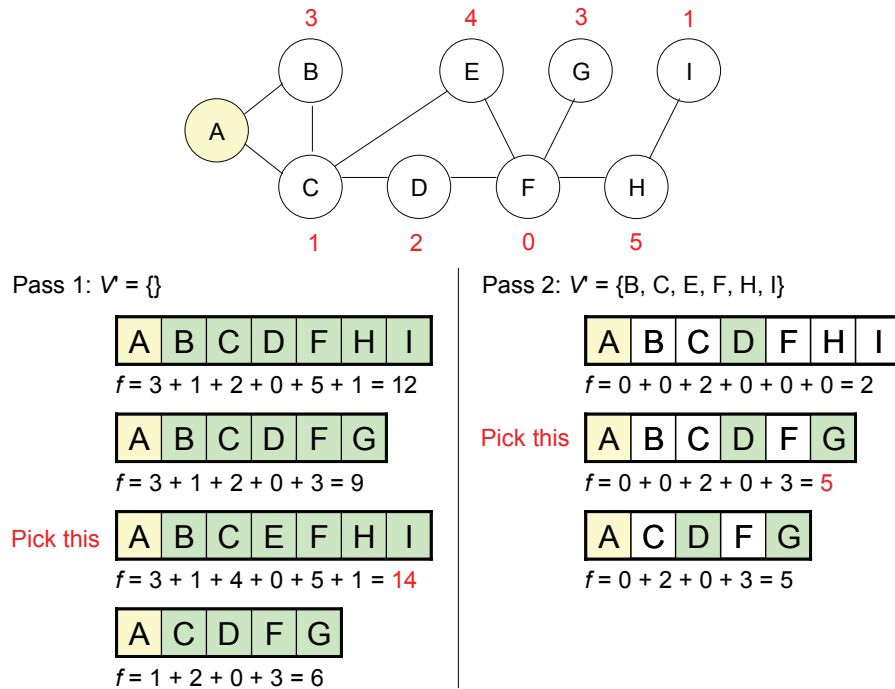 3 4 3 1
B E G I
A
C D F H
1 2 0 5
Pass 1: V' = {}
A B C D F H I
f = 3 + 1 + 2 + 0 + 5 + 1 = 12
A B C D F G
f = 3 + 1 + 2 + 0 + 3 = 9
Pick this A B C E F H I
f = 3 + 1 + 4 + 0 + 5 + 1 = 14
A C D F G
f = 1 + 2 + 0 + 3 = 6
Pass 2: V' = {B, C, E, F, H, I}
A B C D F H I
f = 0 + 0 + 2 + 0 + 0 + 0 = 2
Pick this A B C D F G
f = 0 + 0 + 2 + 0 + 3 = 5
A C D F G
f = 0 + 2 + 0 + 3 = 5